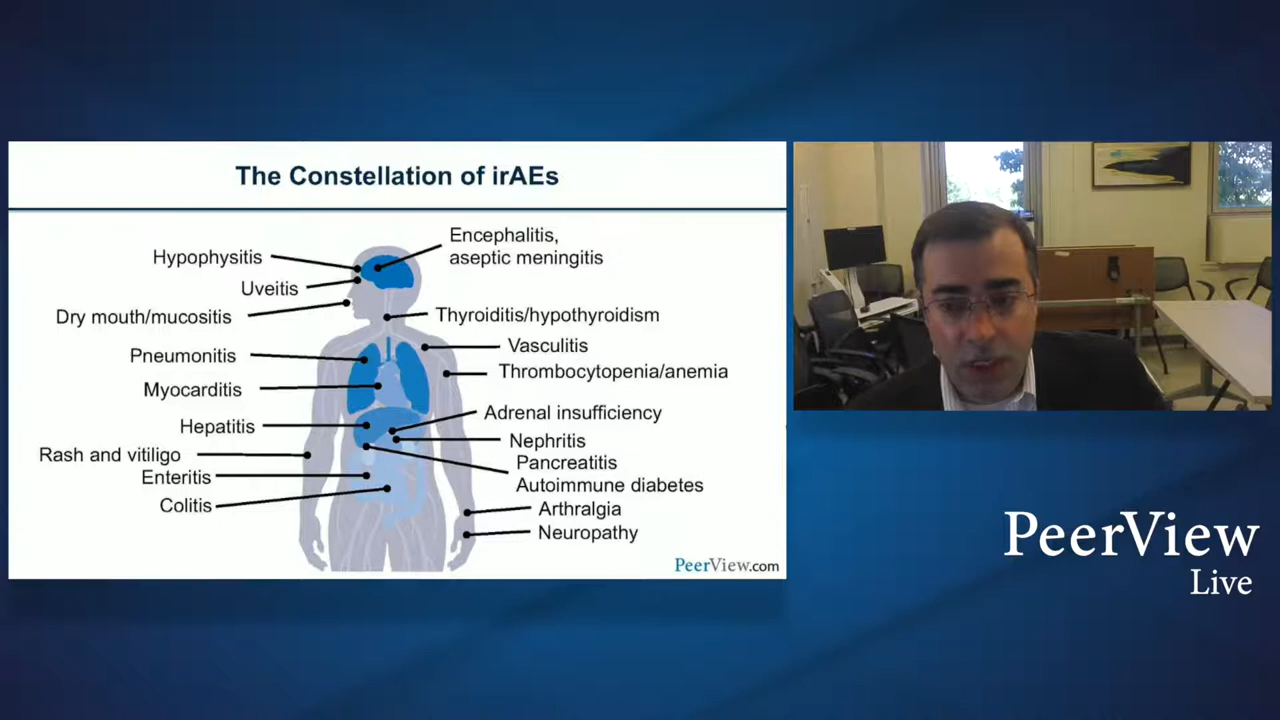 The Constellation of irAEs
Hypophysitis
Uveitis
Dry mouth/mucositis
Pneumonitis
Myocarditis
Hepatitis
Rash and vitiligo
Enteritis
Colitis
Encephalitis,
aseptic meningitis
Thyroiditis/hypothyroidism
Vasculitis
Thrombocytopenia/anemia
Adrenal insufficiency
Nephritis
Pancreatitis
Autoimmune diabetes
Arthralgia
Neuropathy
PeerView.com
PeerView
Live